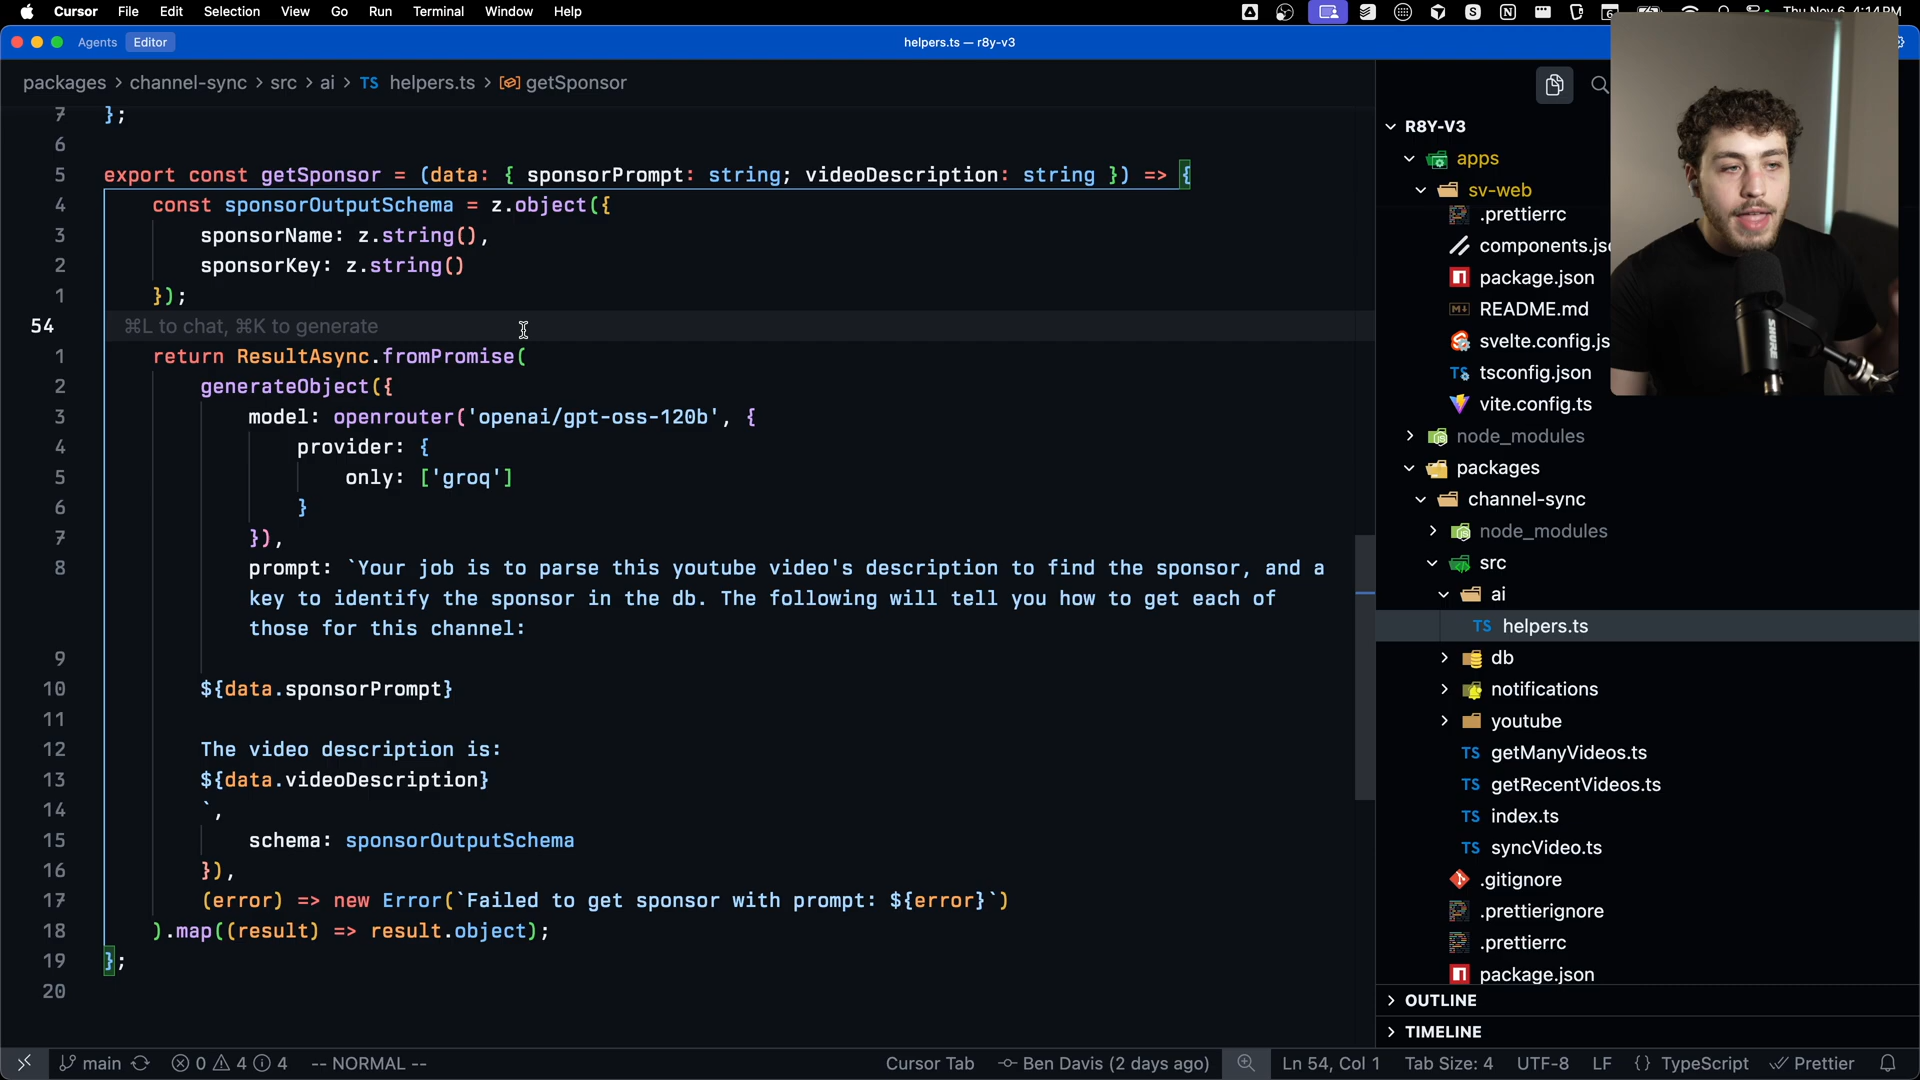 Cursor File Edit Selection View Go Run Terminal Window Help
Agents Editor helpers.ts — r8y-v3
packages > channel-sync > src > ai > TS helpers.ts > getSponsor
7 };
6
5 export const getSponsor = (data: { sponsorPrompt: string; videoDescription: string }) => {
4 const sponsorOutputSchema = z.object({
3 sponsorName: z.string(),
2 sponsorKey: z.string()
1 });
54 ⌘L to chat, ⌘K to generate
1 return ResultAsync.fromPromise(
2 generateObject({
3 model: openrouter('openai/gpt-oss-120b', {
4 provider: {
5 only: ['groq']
6 }
7 }),
8 prompt: `Your job is to parse this youtube video's description to find the sponsor, and a
key to identify the sponsor in the db. The following will tell you how to get each of
those for this channel:
9
10 ${data.sponsorPrompt}
11
12 The video description is:
13 ${data.videoDescription}
14 `,
15 schema: sponsorOutputSchema
16 }),
17 (error) => new Error(`Failed to get sponsor with prompt: ${error}`)
18 ).map((result) => result.object);
19 };
20
R8Y-V3
apps
sv-web
.prettierrc
components.jso
package.json
README.md
svelte.config.js
TS tsconfig.json
vite.config.ts
node_modules
packages
channel-sync
node_modules
src
ai
TS helpers.ts
db
notifications
youtube
TS getManyVideos.ts
TS getRecentVideos.ts
TS index.ts
TS syncVideo.ts
.gitignore
.prettierignore
.prettierrc
package.json
OUTLINE
TIMELINE
main 0 4 4 -- NORMAL -- Cursor Tab Ben Davis (2 days ago) Ln 54, Col 1 Tab Size: 4 UTF-8 LF {} TypeScript Prettier